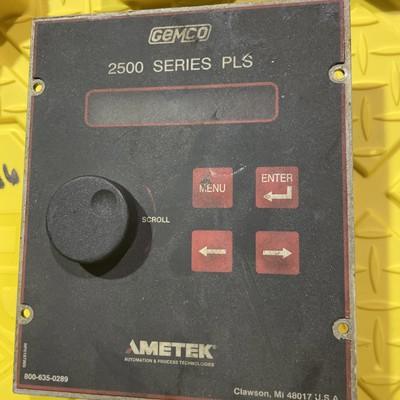 GEMCO
2500 SERIES PLS
MENU
ENTER
SCROLL
AMETEK®
AUTOMATION & PROCESS TECHNOLOGIES
800-635-0289
Clawson, Mi 48017 U.S.A